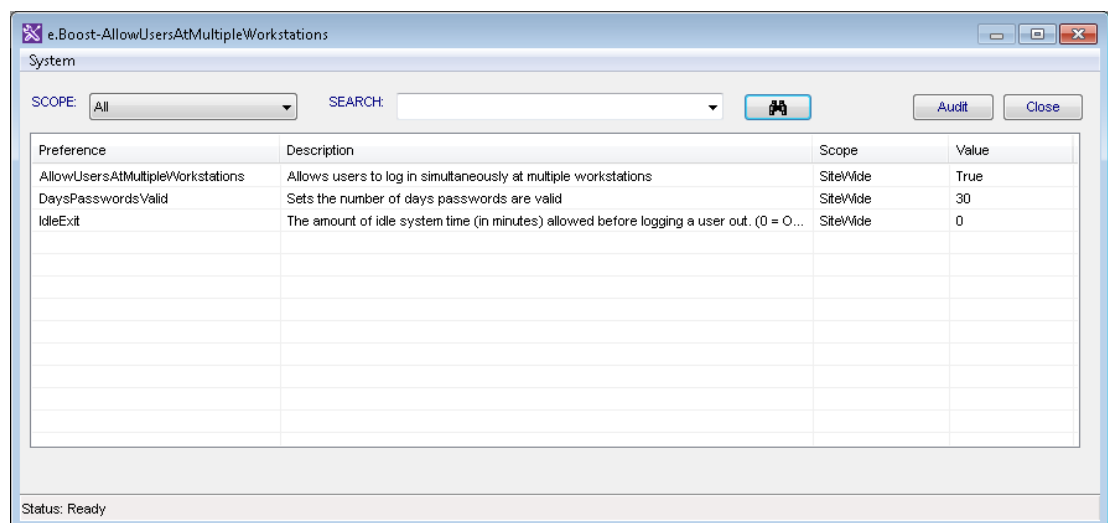 e.Boost-AllowUsersAtMultipleWorkstations
System
SCOPE: All SEARCH: Audit Close
Preference Description Scope Value
AllowUsersAtMultipleWorkstations Allows users to log in simultaneously at multiple workstations SiteWide True
DaysPasswordsValid Sets the number of days passwords are valid SiteWide 30
IdleExit The amount of idle system time (in minutes) allowed before logging a user out. (0 = O... SiteWide 0
Status: Ready